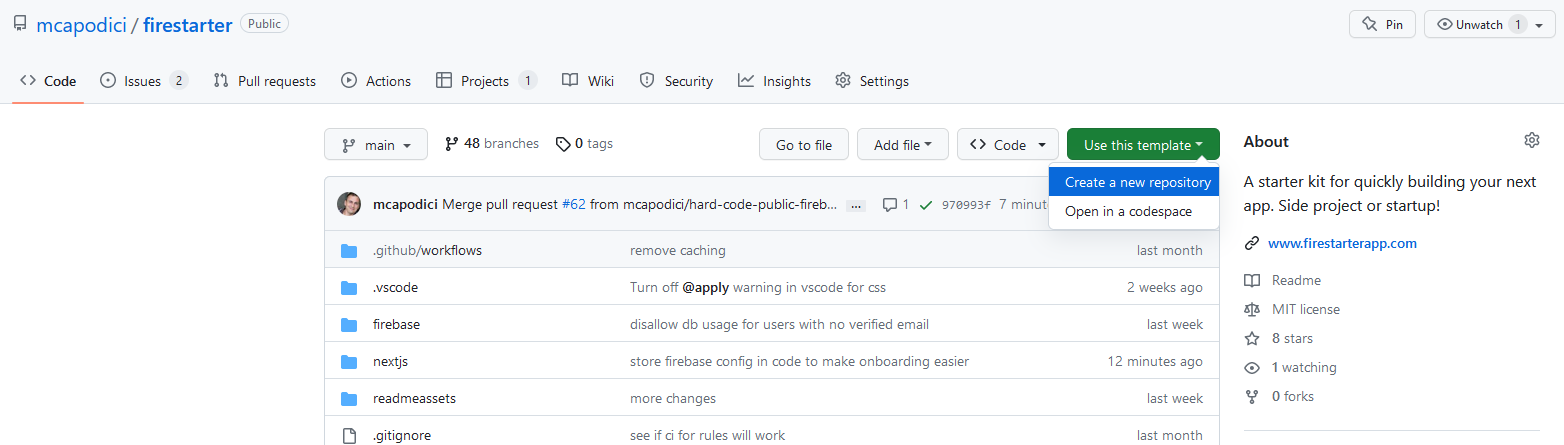 mcapodici / firestarter Public
Pin Unwatch 1
Code Issues 2 Pull requests Actions Projects 1 Wiki Security Insights Settings
main 48 branches 0 tags Go to file Add file Code Use this template
Create a new repository
Open in a codespace
mcapodici Merge pull request #62 from mcapodici/hard-code-public-fireb... ... 1 970993f 7 minut
.github/workflows remove caching last month
.vscode Turn off @apply warning in vscode for css 2 weeks ago
firebase disallow db usage for users with no verified email last week
nextjs store firebase config in code to make onboarding easier 12 minutes ago
readmeassets more changes last week
.gitignore see if ci for rules will work last month
About
A starter kit for quickly building your next
app. Side project or startup!
www.firestarterapp.com
Readme
MIT license
8 stars
1 watching
0 forks